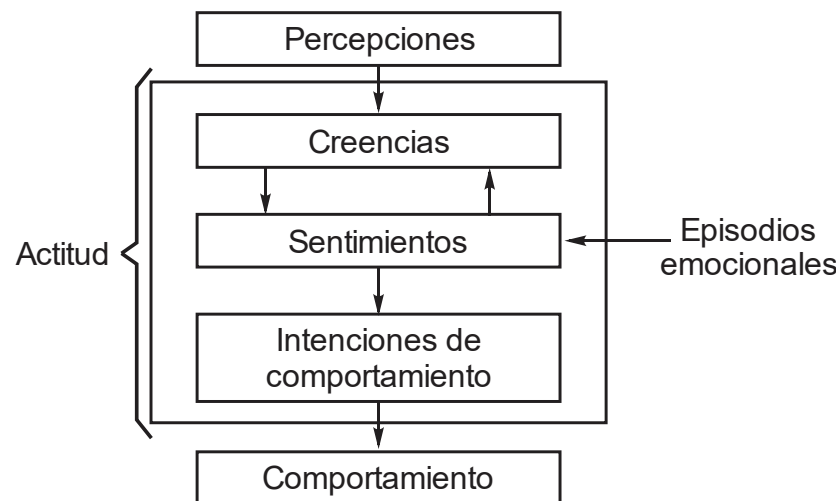 Percepciones
Creencias
Actitud
Sentimientos
Episodios
emocionales
Intenciones de
comportamiento
Comportamiento